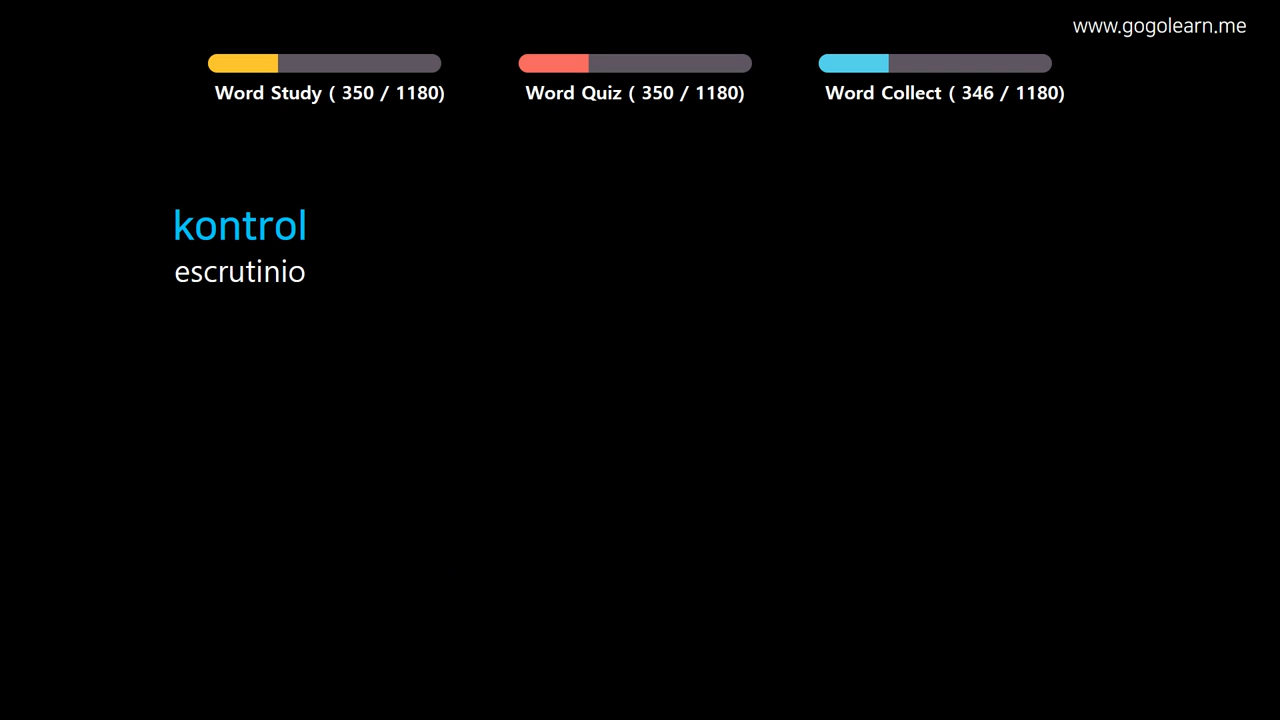 www.gogolearn.me
Word Study ( 350 / 1180)
Word Quiz ( 350 / 1180)
Word Collect ( 346 / 1180)
kontrol
escrutinio